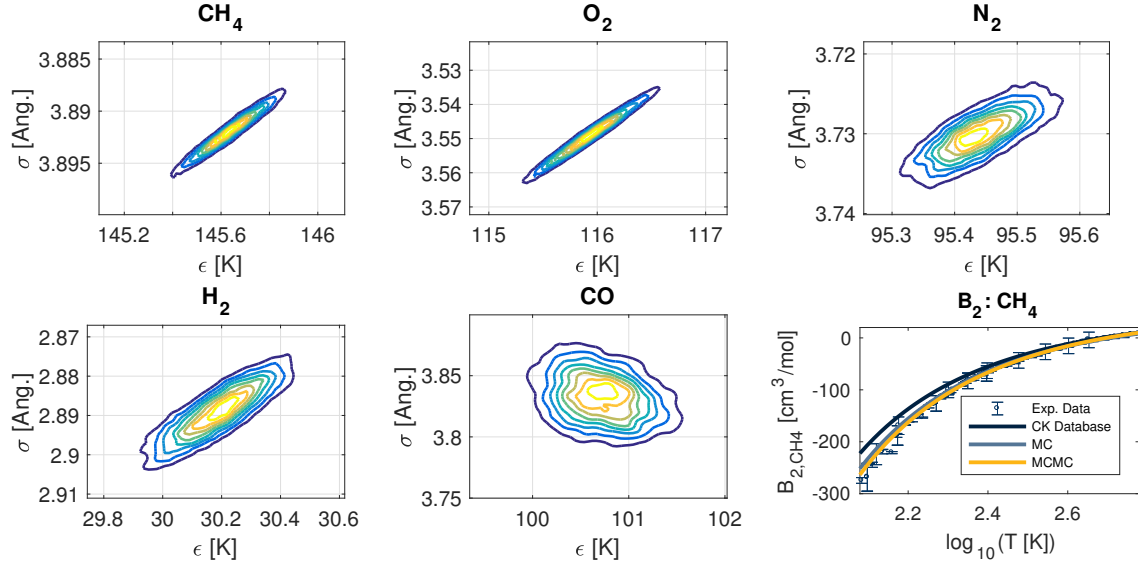 CH4
3.885
3.89
3.895
σ [Ang.]
145.2
145.6
146
ϵ [K]
O2
3.53
3.54
3.55
3.56
3.57
σ [Ang.]
115
116
117
ϵ [K]
N2
3.72
3.73
3.74
σ [Ang.]
95.3
95.4
95.5
95.6
ϵ [K]
H2
2.87
2.88
2.89
2.9
2.91
σ [Ang.]
29.8
30
30.2
30.4
30.6
ϵ [K]
CO
3.85
3.8
3.75
σ [Ang.]
100
101
102
ϵ [K]
B2: CH4
0
-100
-200
-300
B2,CH4 [cm3/mol]
Exp. Data
CK Database
MC
MCMC
2.2
2.4
2.6
log10(T [K])